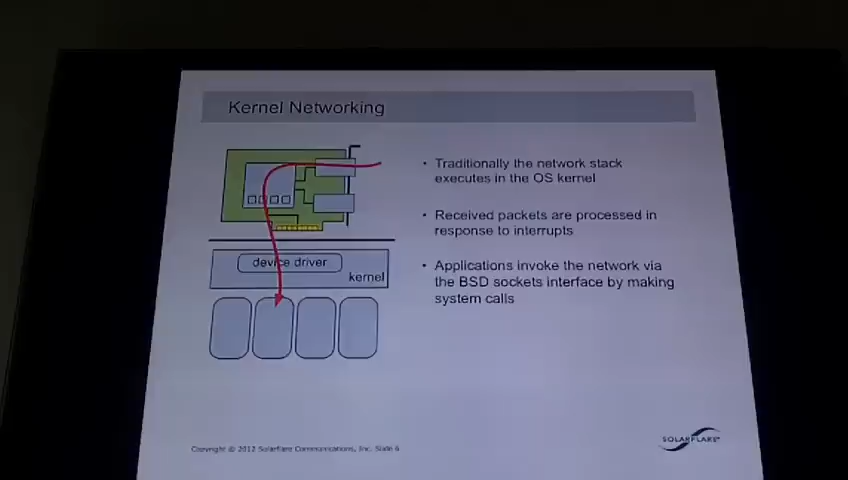 Kernel Networking
• Traditionally the network stack
executes in the OS kernel
• Received packets are processed in
response to interrupts
• Applications invoke the network via
the BSD sockets interface by making
system calls
device driver
kernel
Copyright © 2012 Solarflare Communications, Inc. Slide 6
SOLARFLARE